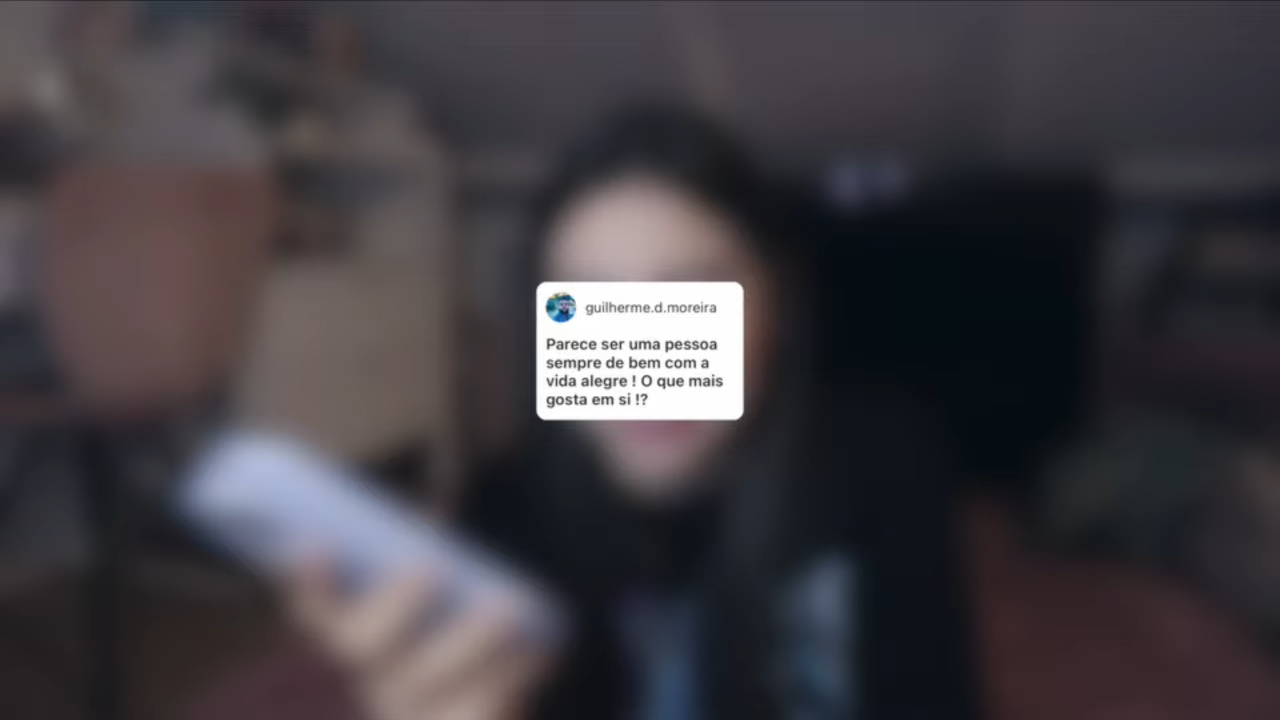 guilherme.d.moreira
Parece ser uma pessoa
sempre de bem com a
vida alegre ! O que mais
gosta em si !?